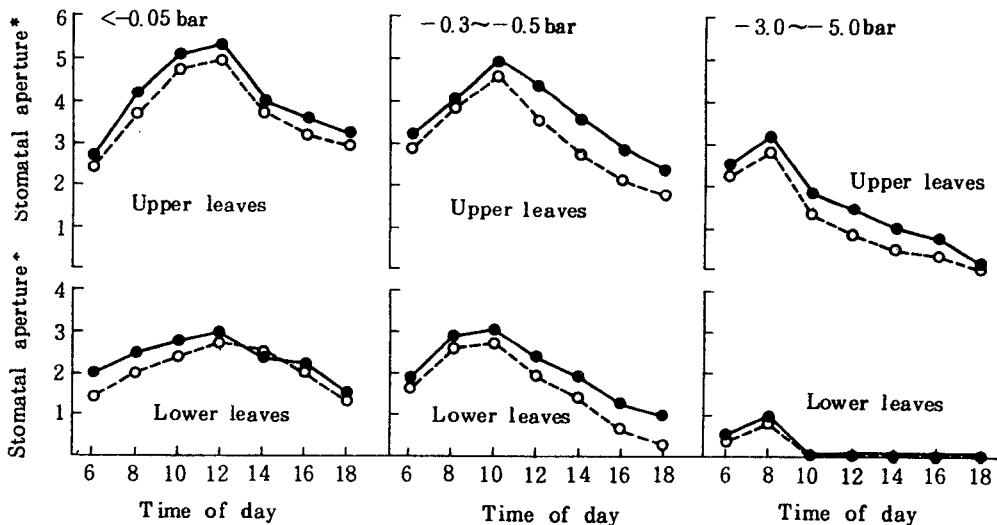 <-0.05 bar
-0.3~-0.5 bar
-3.0~-5.0 bar
Stomatal aperture*
6
5
4
3
2
1
Upper leaves
Upper leaves
Upper leaves
Stomatal aperture*
4
3
2
1
Lower leaves
Lower leaves
Lower leaves
6 8 10 12 14 16 18
6 8 10 12 14 16 18
6 8 10 12 14 16 18
Time of day
Time of day
Time of day